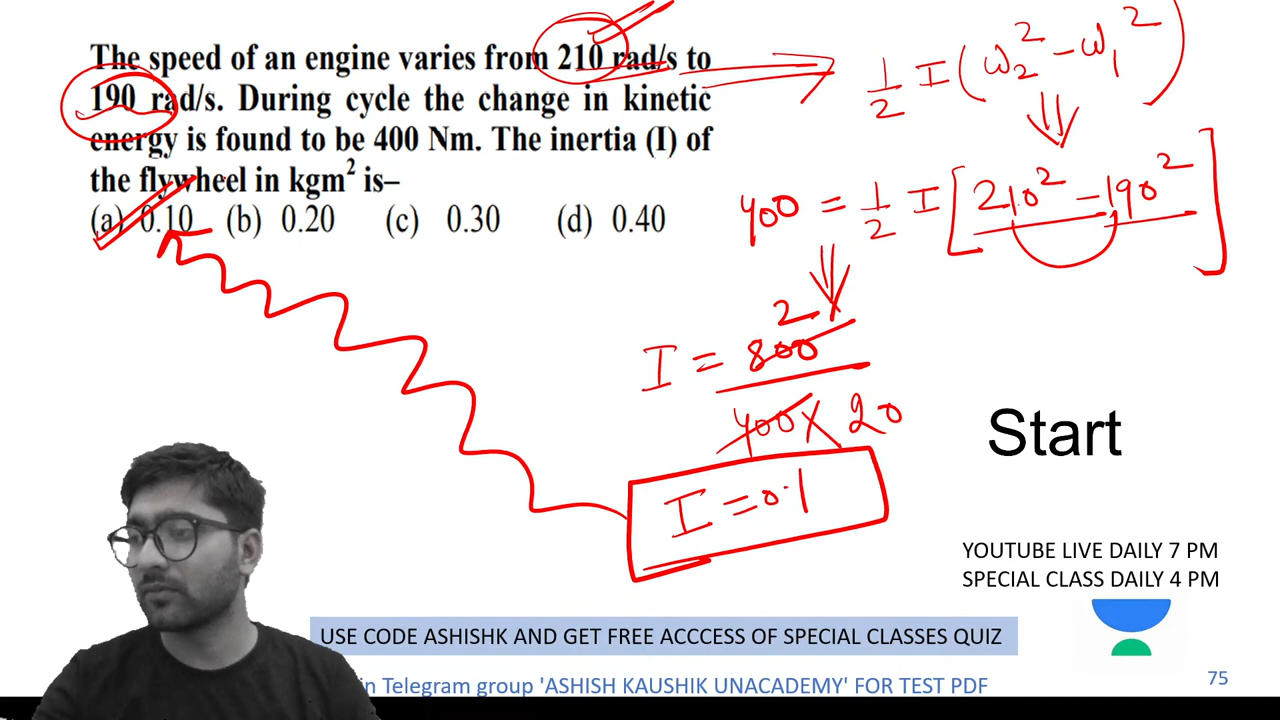 The speed of an engine varies from 210 rad/s to
190 rad/s. During cycle the change in kinetic
energy is found to be 400 Nm. The inertia (I) of
the flywheel in kgm² is–
(a) 0.10 (b) 0.20 (c) 0.30 (d) 0.40
1/2 I(ω₂² - ω₁²)
400 = 1/2 I[210² - 190²]
2
I = 800
400 × 20
I = 0.1
Start
YOUTUBE LIVE DAILY 7 PM
SPECIAL CLASS DAILY 4 PM
USE CODE ASHISHK AND GET FREE ACCCESS OF SPECIAL CLASSES QUIZ
in Telegram group 'ASHISH KAUSHIK UNACADEMY' FOR TEST PDF
75